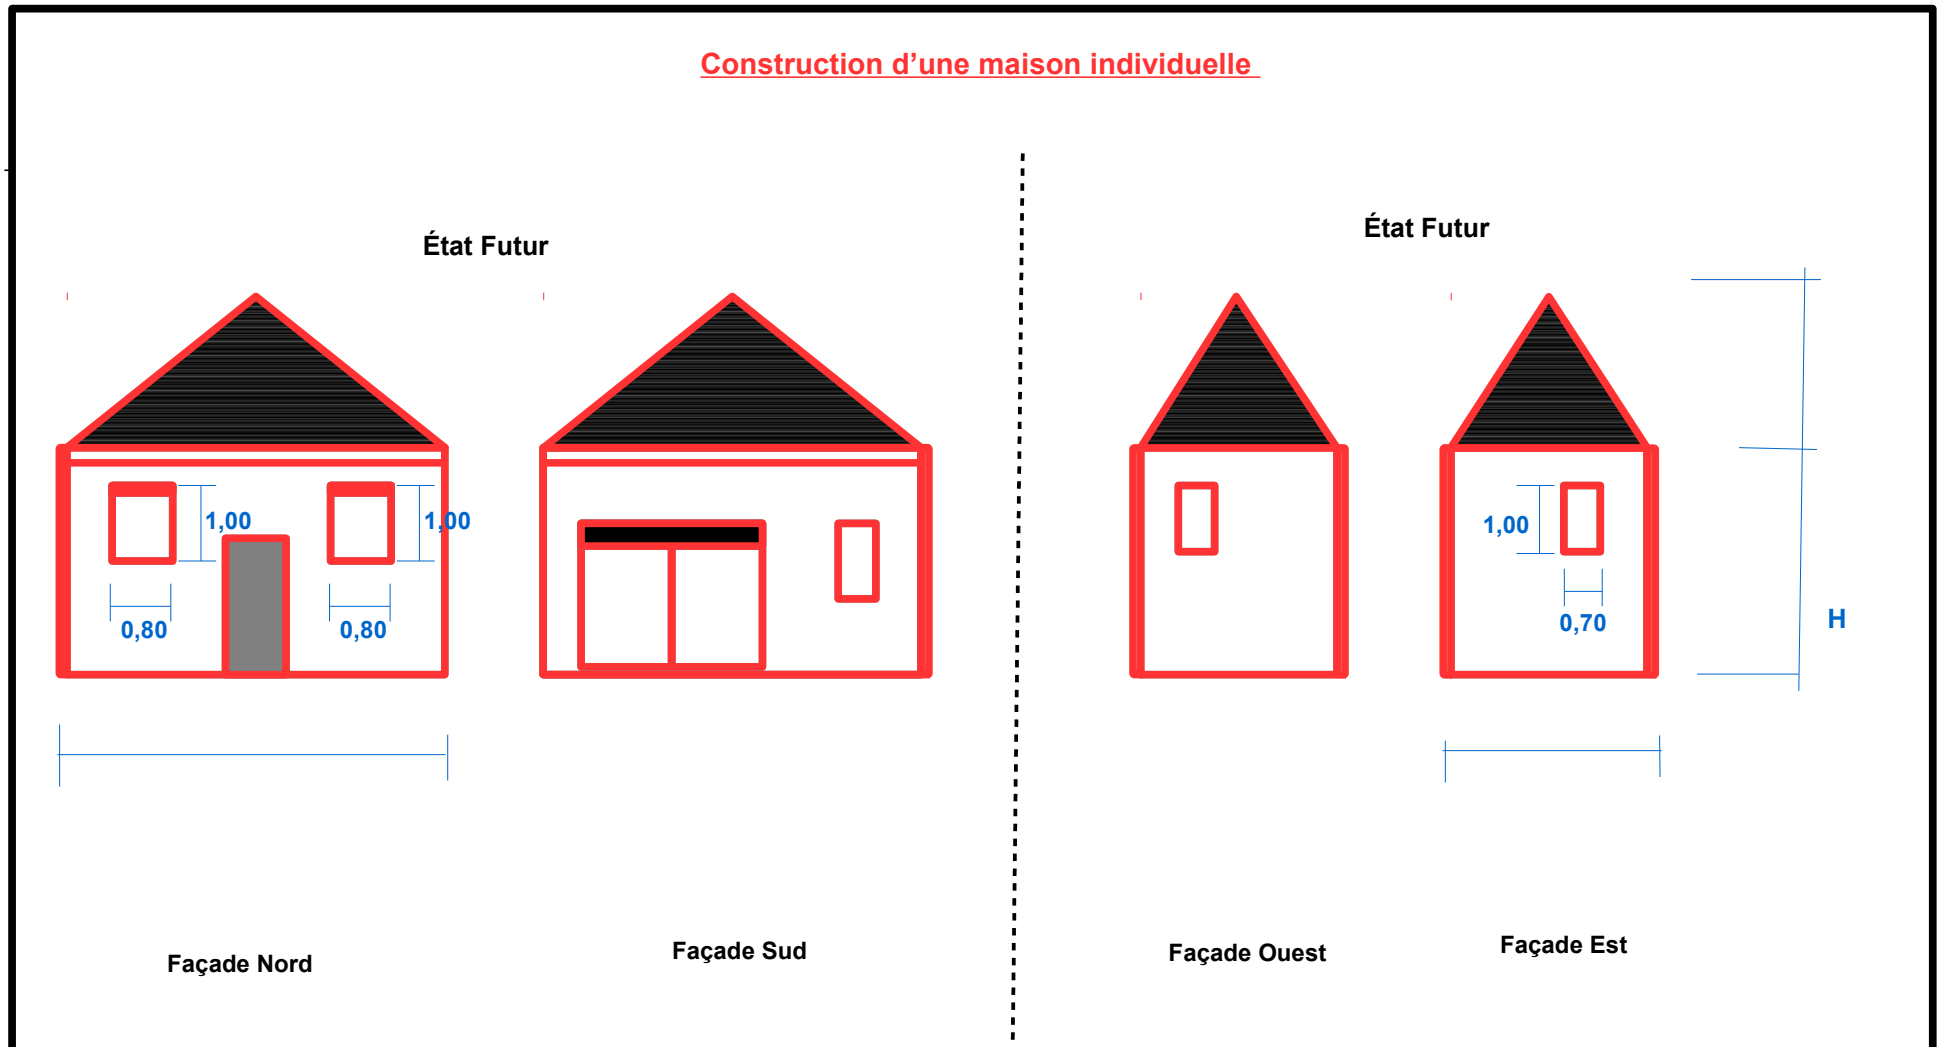 Construction d’une maison individuelle
État Futur
État Futur
1,00
1,00
1,00
0,80
0,80
0,70
H
Façade Nord
Façade Sud
Façade Ouest
Façade Est